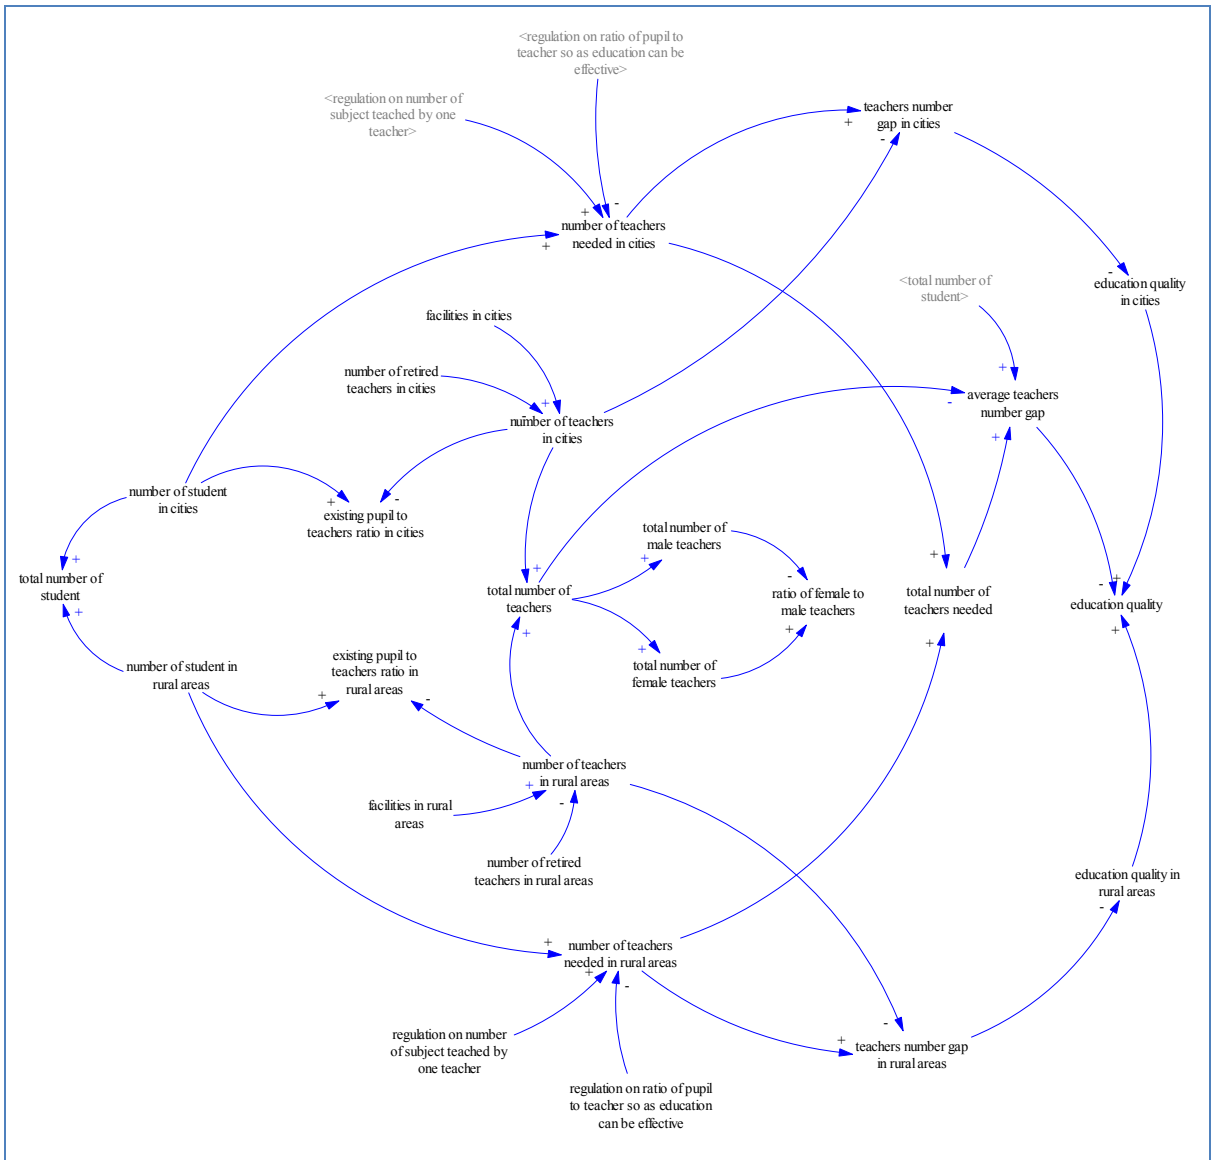 <regulation on ratio of pupil to
teacher so as education can be
effective>
<regulation on number of
subject teached by one
teacher>
teachers number
gap in cities
+
-
-
+
number of teachers
needed in cities
+
<total number of
student>
-
education quality
in cities
facilities in cities
number of retired
teachers in cities
+
-
+
-
average teachers
number gap
number of teachers
in cities
+
number of student
in cities
+
-
existing pupil to
teachers ratio in cities
total number of
male teachers
+
+
total number of
student
+
+
total number of
teachers
+
-
ratio of female to
male teachers
+
total number of
teachers needed
-
+
education quality
+
+
+
+
total number of
female teachers
number of student in
rural areas
existing pupil to
teachers ratio in
rural areas
+
-
number of teachers
in rural areas
+
-
facilities in rural
areas
number of retired
teachers in rural areas
education quality in
rural areas
-
+
number of teachers
needed in rural areas
+
-
-
+
teachers number gap
in rural areas
regulation on number
of subject teached by
one teacher
regulation on ratio of pupil
to teacher so as education
can be effective